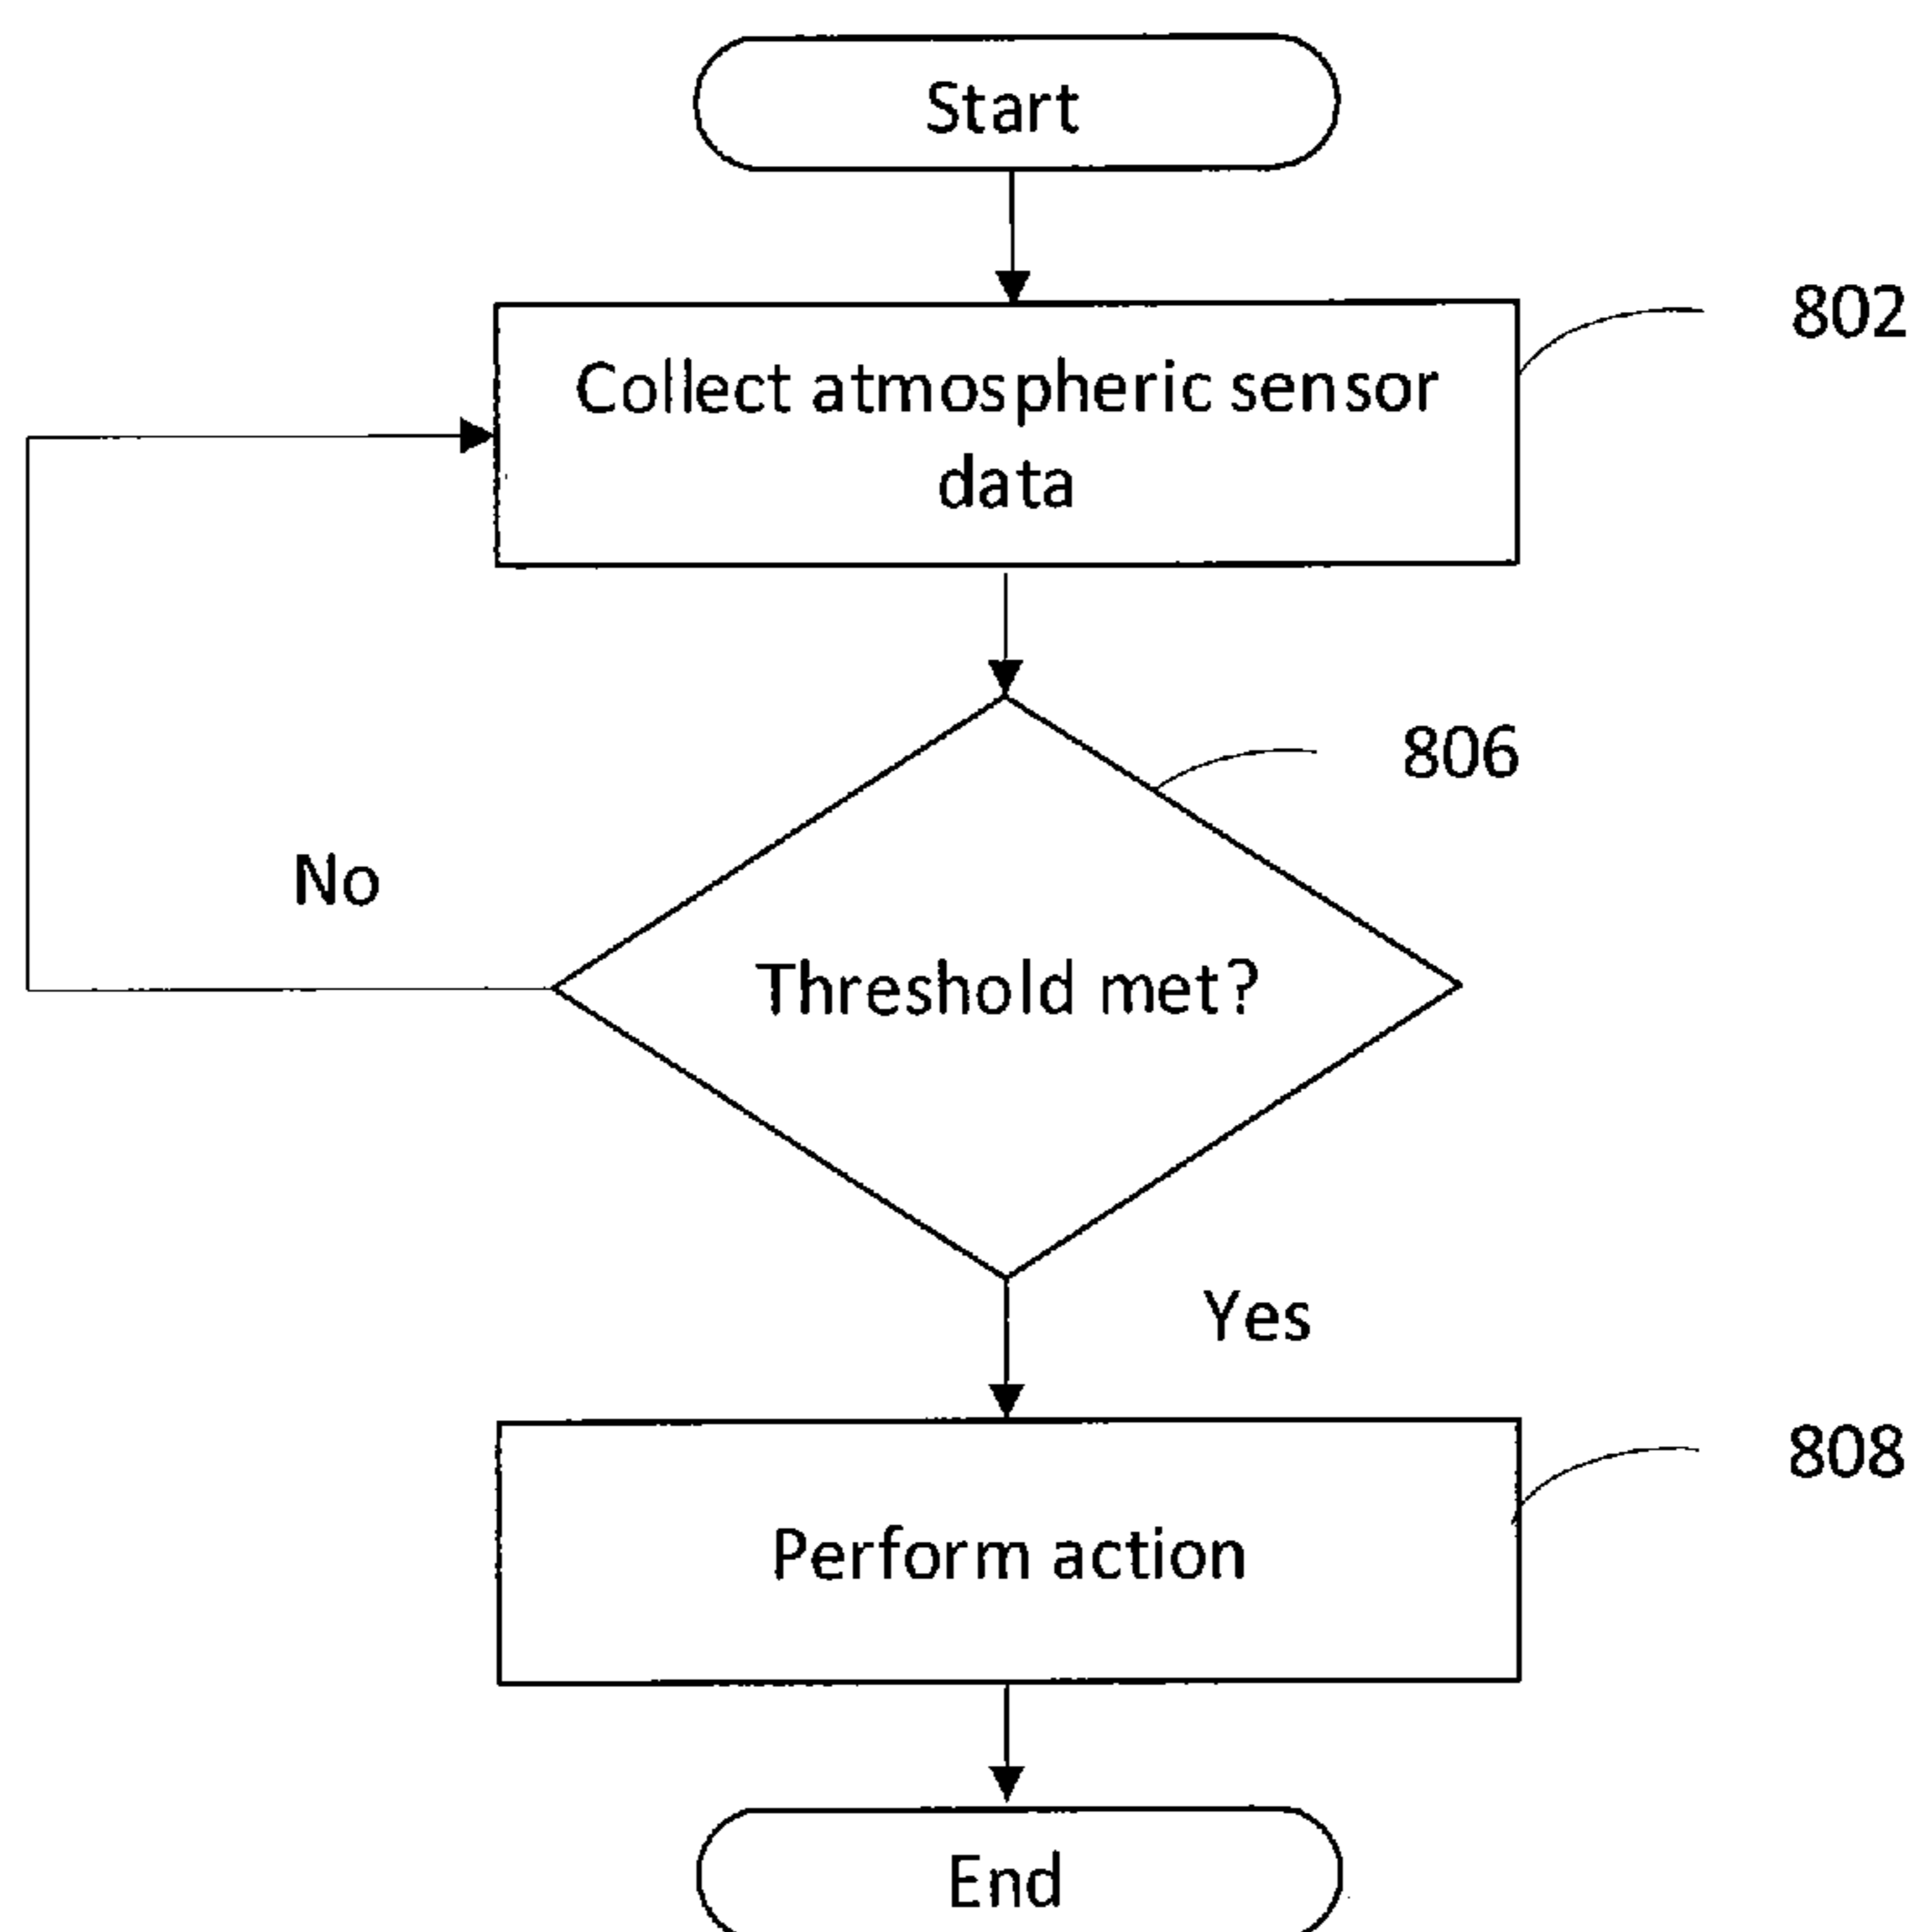 Start
802
Collect atmospheric sensor
data
806
No
Threshold met?
Yes
808
Perform action
End